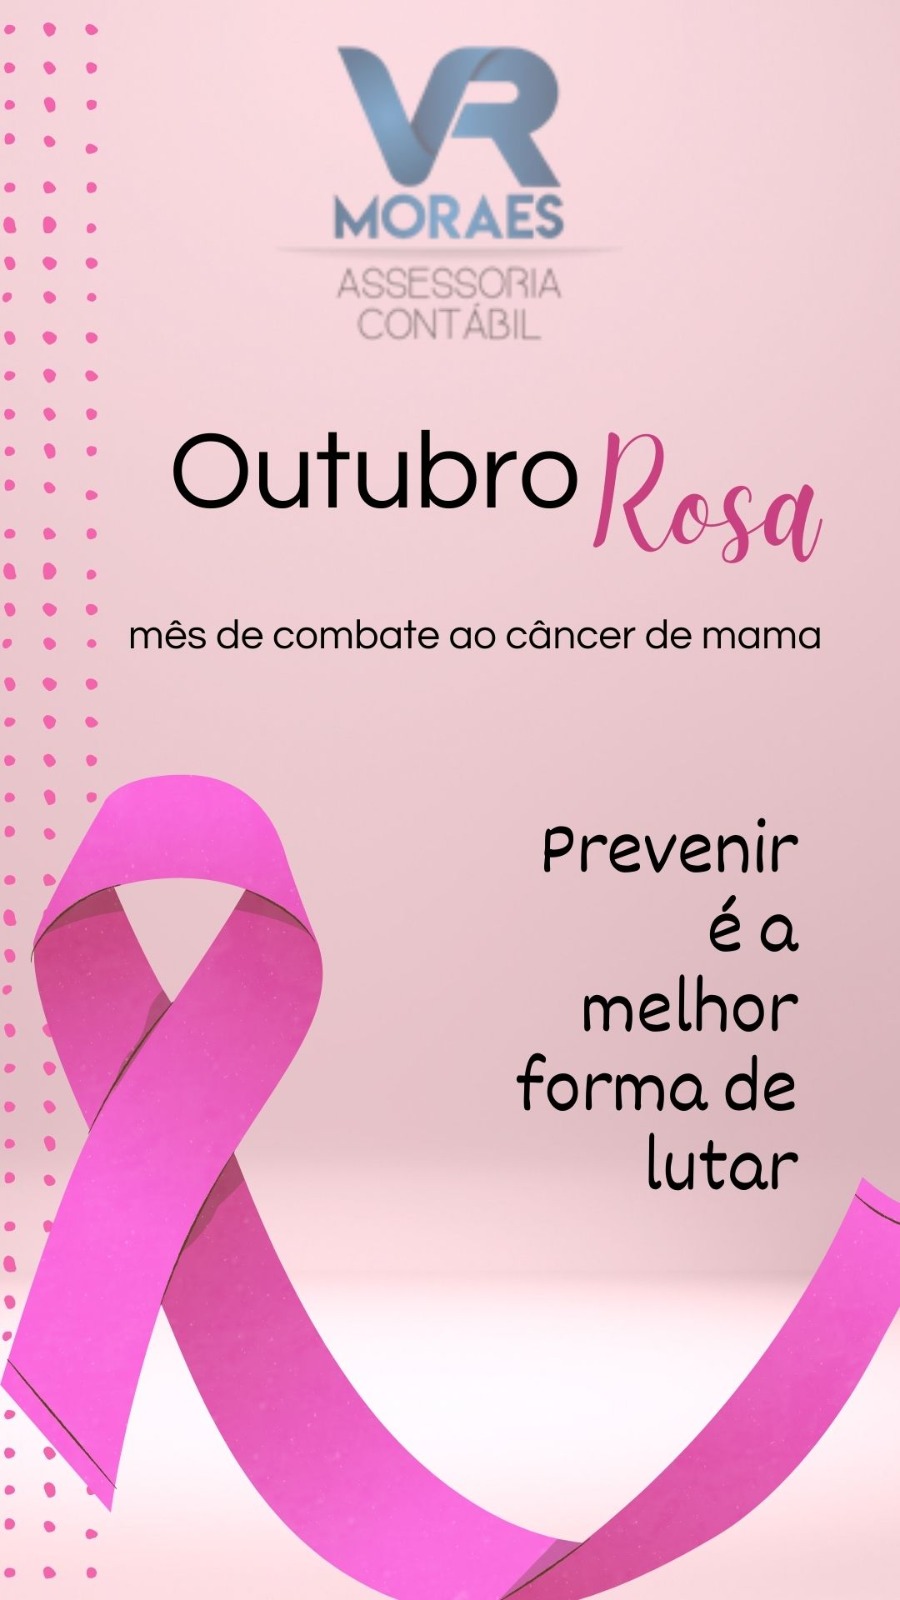 VR
MORAES
ASSESSORIA
CONTÁBIL
Outubro Rosa
mês de combate ao câncer de mama
Prevenir
é a
melhor
forma de
lutar